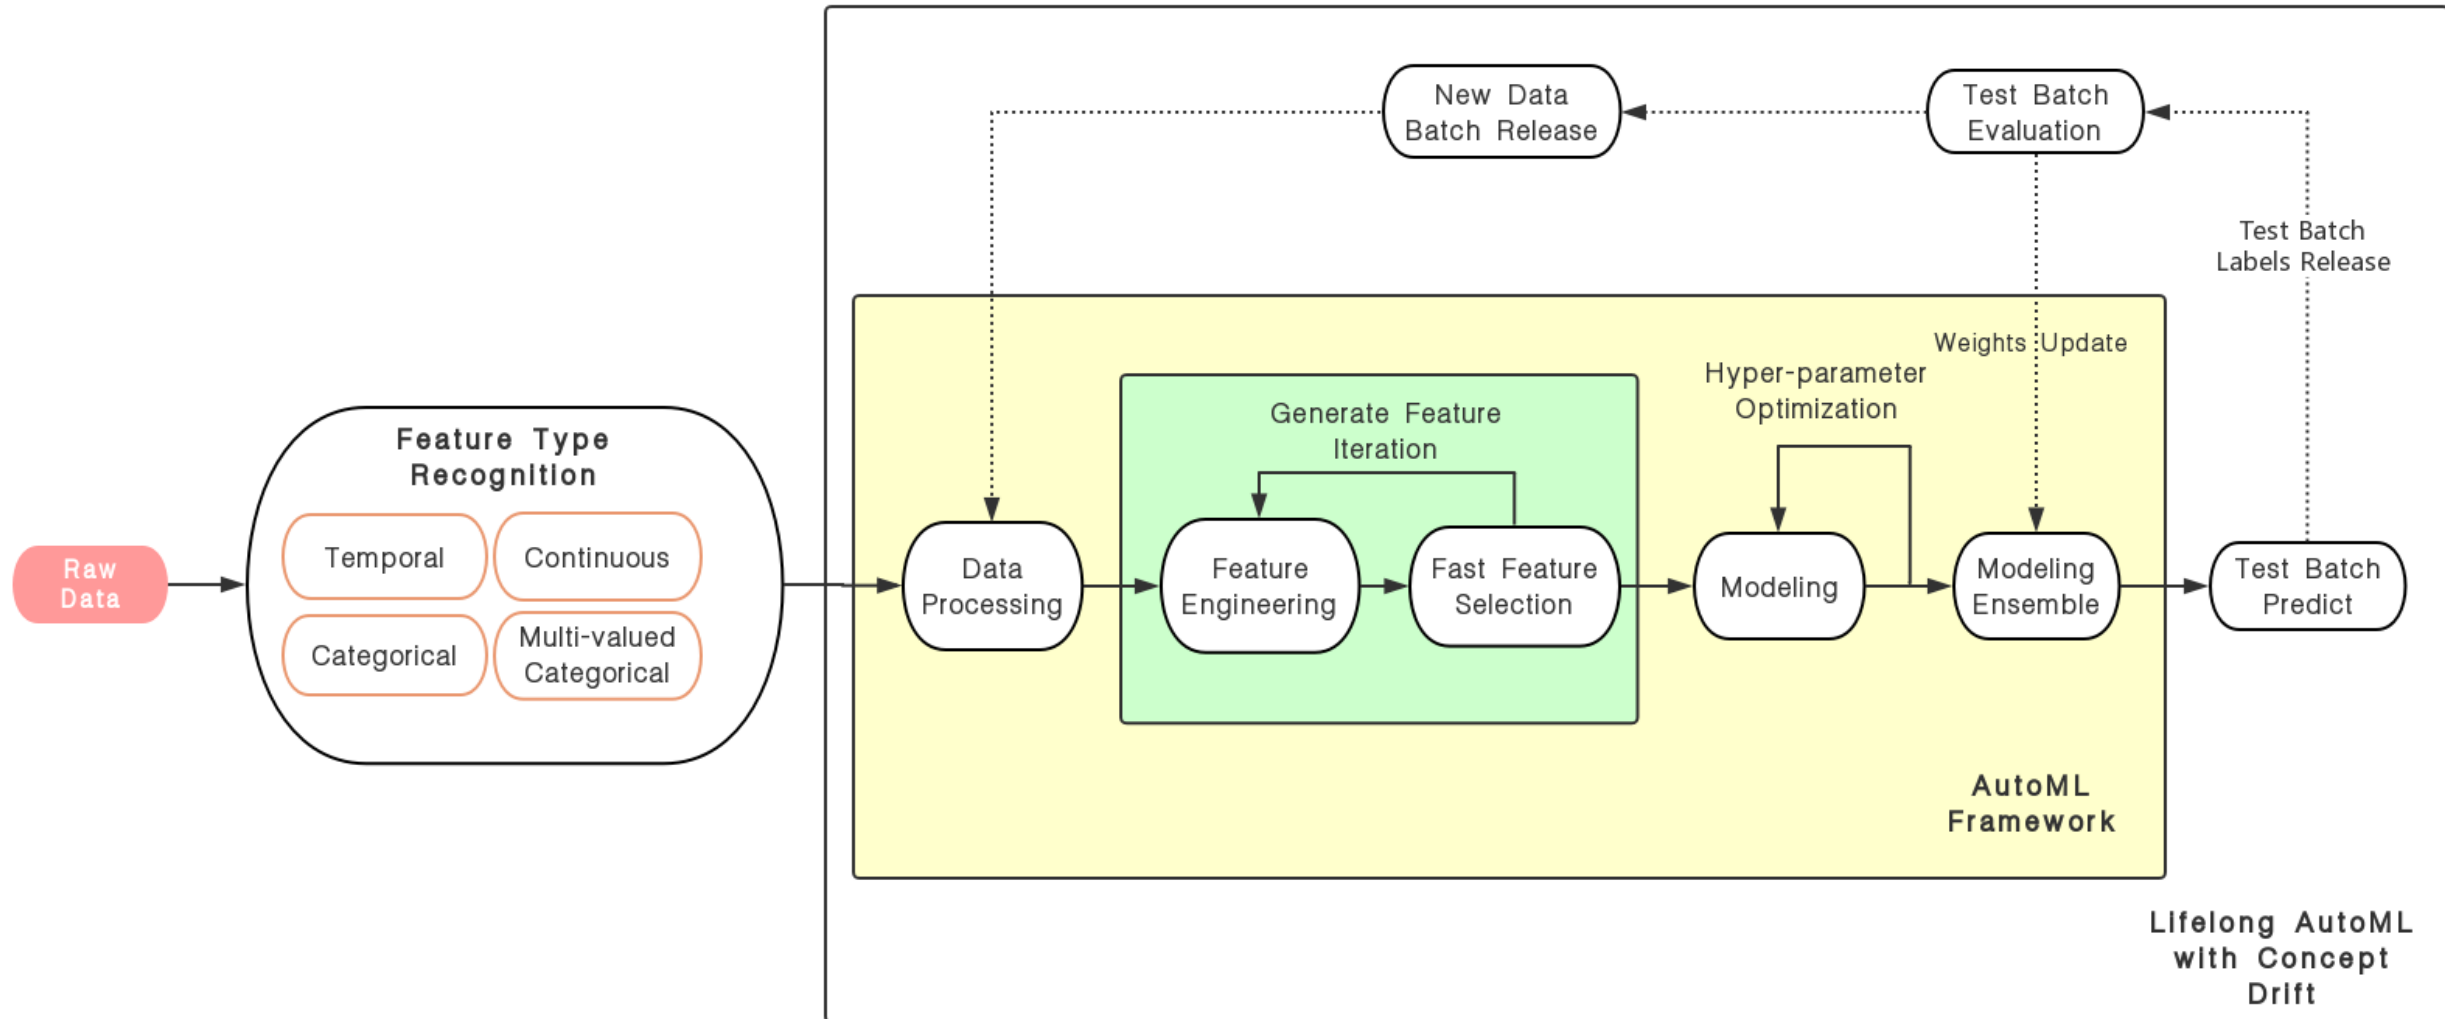 New Data
Batch Release
Test Batch
Evaluation
Test Batch
Labels Release
Weights Update
Hyper-parameter
Optimization
Generate Feature
Iteration
Feature Type
Recognition
Temporal
Continuous
Categorical
Multi-valued
Categorical
Raw
Data
Data
Processing
Feature
Engineering
Fast Feature
Selection
Modeling
Modeling
Ensemble
Test Batch
Predict
AutoML
Framework
Lifelong AutoML
with Concept
Drift